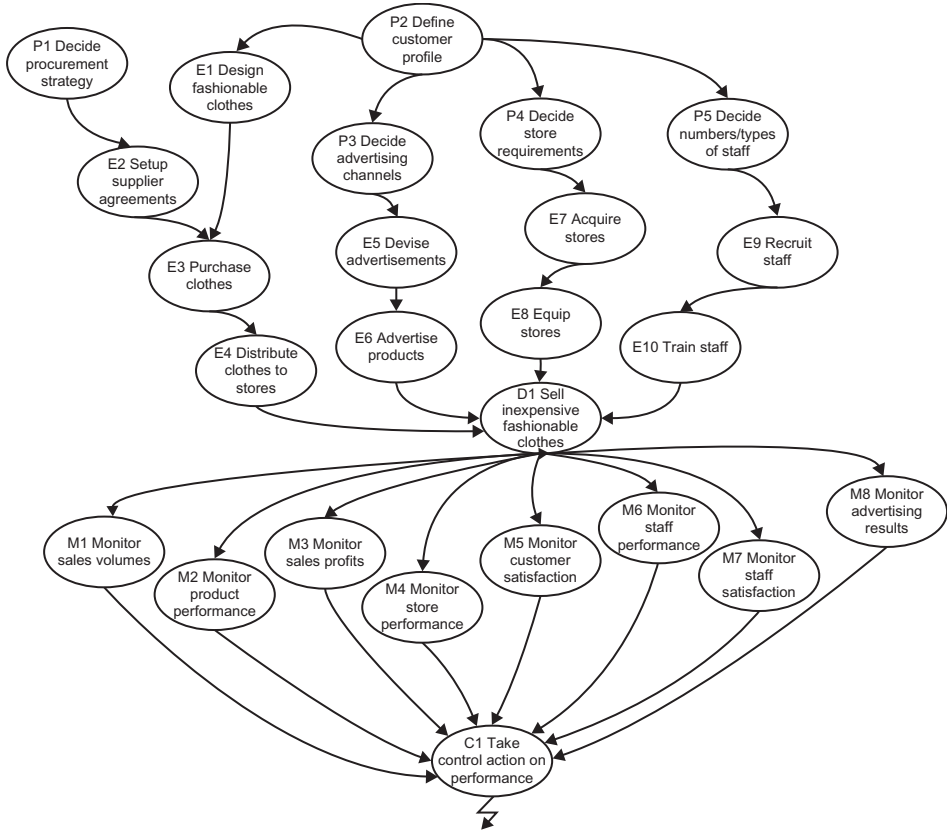 P2 Define
customer
profile
P1 Decide
procurement
strategy
E1 Design
fashionable
clothes
P3 Decide
advertising
channels
P4 Decide
store
requirements
P5 Decide
numbers/types
of staff
E2 Setup
supplier
agreements
E5 Devise
advertisements
E7 Acquire
stores
E9 Recruit
staff
E3 Purchase
clothes
E4 Distribute
clothes to
stores
E6 Advertise
products
E8 Equip
stores
E10 Train staff
D1 Sell
inexpensive
fashionable
clothes
M1 Monitor
sales volumes
M2 Monitor
product
performance
M3 Monitor
sales profits
M4 Monitor
store
performance
M5 Monitor
customer
satisfaction
M6 Monitor
staff
performance
M7 Monitor
staff
satisfaction
M8 Monitor
advertising
results
C1 Take
control action on
performance